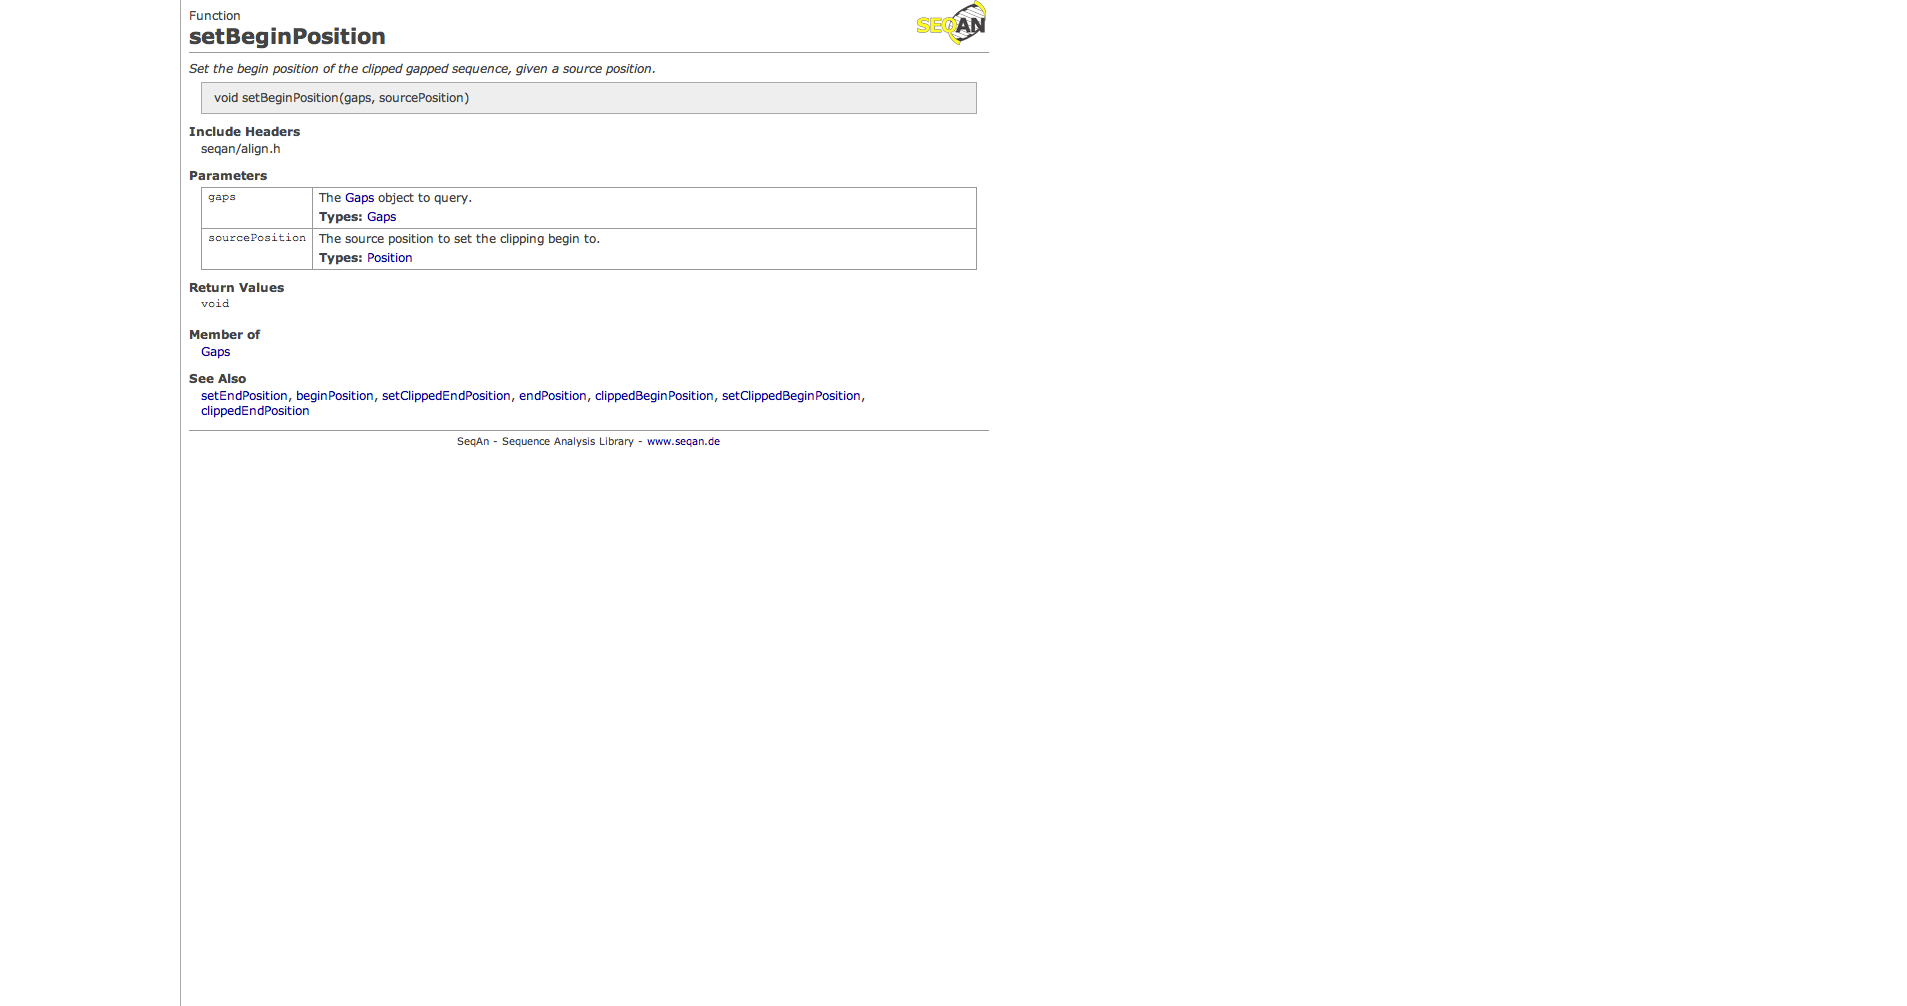 Function
SEQAN
setBeginPosition
Set the begin position of the clipped gapped sequence, given a source position.
void setBeginPosition(gaps, sourcePosition)
Include Headers
seqan/align.h
Parameters
gaps The Gaps object to query.
Types: Gaps
sourcePosition The source position to set the clipping begin to.
Types: Position
Return Values
void
Member of
Gaps
See Also
setEndPosition, beginPosition, setClippedEndPosition, endPosition, clippedBeginPosition, setClippedBeginPosition,
clippedEndPosition
SeqAn - Sequence Analysis Library - www.seqan.de